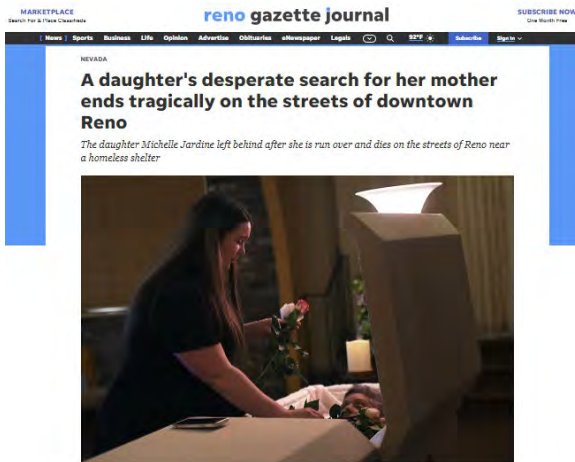 MARKETPLACE
Search For & Place Classifieds
reno gazette journal
SUBSCRIBE NOW
One Month Free
News Sports Business Life Opinion Advertise Obituaries eNewspaper Legals 92°F Subscribe Sign In
NEVADA
A daughter's desperate search for her mother
ends tragically on the streets of downtown
Reno
The daughter Michelle Jardine left behind after she is run over and dies on the streets of Reno near
a homeless shelter